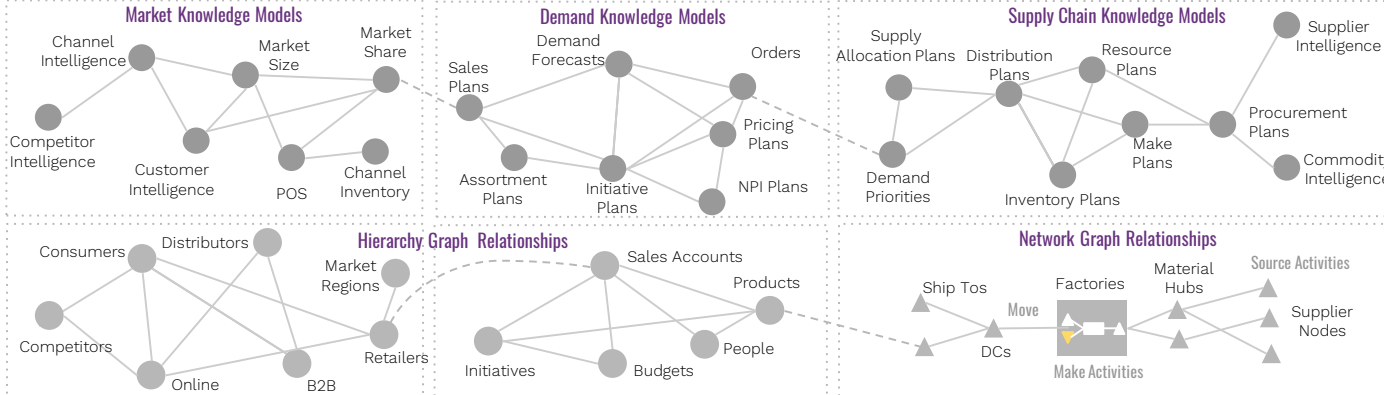 Market Knowledge Models
Channel
Intelligence
Market
Size
Market
Share
Competitor
Intelligence
Customer
Intelligence
POS
Channel
Inventory
Demand Knowledge Models
Demand
Forecasts
Orders
Sales
Plans
Pricing
Plans
Assortment
Plans
Initiative
Plans
NPI Plans
Supply Chain Knowledge Models
Supply
Allocation Plans
Distribution
Plans
Resource
Plans
Supplier
Intelligence
Procurement
Plans
Make
Plans
Demand
Priorities
Inventory Plans
Commodit
Intelligence
Hierarchy Graph Relationships
Consumers
Distributors
Market
Regions
Competitors
Online
B2B
Retailers
Sales Accounts
Products
Initiatives
Budgets
People
Network Graph Relationships
Ship Tos
Move
DCs
Factories
Make Activities
Material
Hubs
Source Activities
Supplier
Nodes